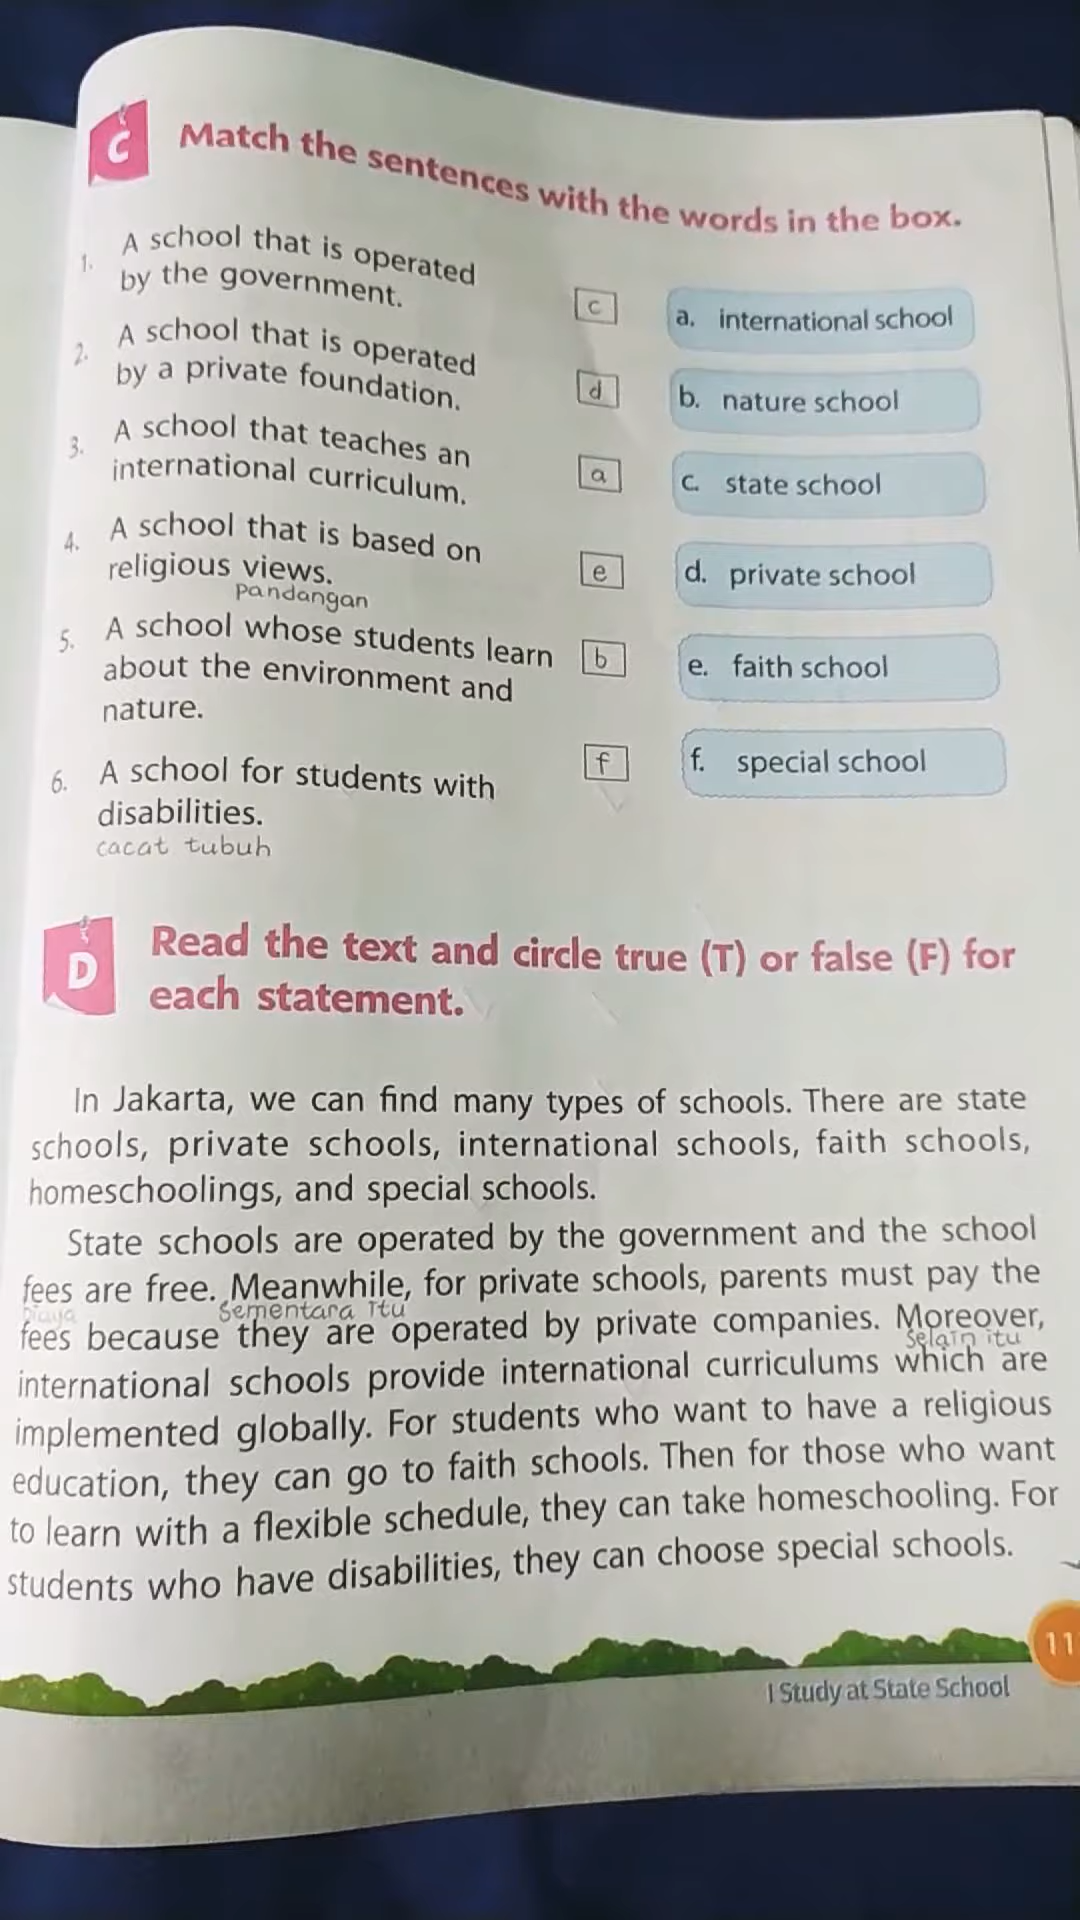 C Match the sentences with the words in the box.
1. A school that is operated
by the government.
c
a. international school
2. A school that is operated
by a private foundation.
d
b. nature school
3. A school that teaches an
international curriculum.
a
c. state school
4. A school that is based on
religious views.
pandangan
e
d. private school
5. A school whose students learn
about the environment and
nature.
b
e. faith school
6. A school for students with
disabilities.
cacat tubuh
f
f. special school
D Read the text and circle true (T) or false (F) for
each statement.
In Jakarta, we can find many types of schools. There are state
schools, private schools, international schools, faith schools,
homeschoolings, and special schools.
State schools are operated by the government and the school
fees are free. Meanwhile, for private schools, parents must pay the
biaya Sementara Itu
fees because they are operated by private companies. Moreover,
Selain itu
international schools provide international curriculums which are
implemented globally. For students who want to have a religious
education, they can go to faith schools. Then for those who want
to learn with a flexible schedule, they can take homeschooling. For
students who have disabilities, they can choose special schools.
11
I Study at State School